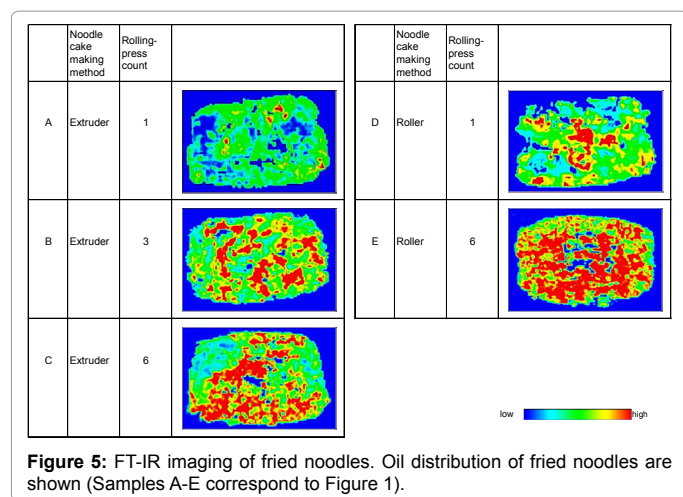 Noodle cake making method Rolling-press count
A Extruder 1
B Extruder 3
C Extruder 6
Noodle cake making method Rolling-press count
D Roller 1
E Roller 6
low high
Figure 5: FT-IR imaging of fried noodles. Oil distribution of fried noodles are
shown (Samples A-E correspond to Figure 1).